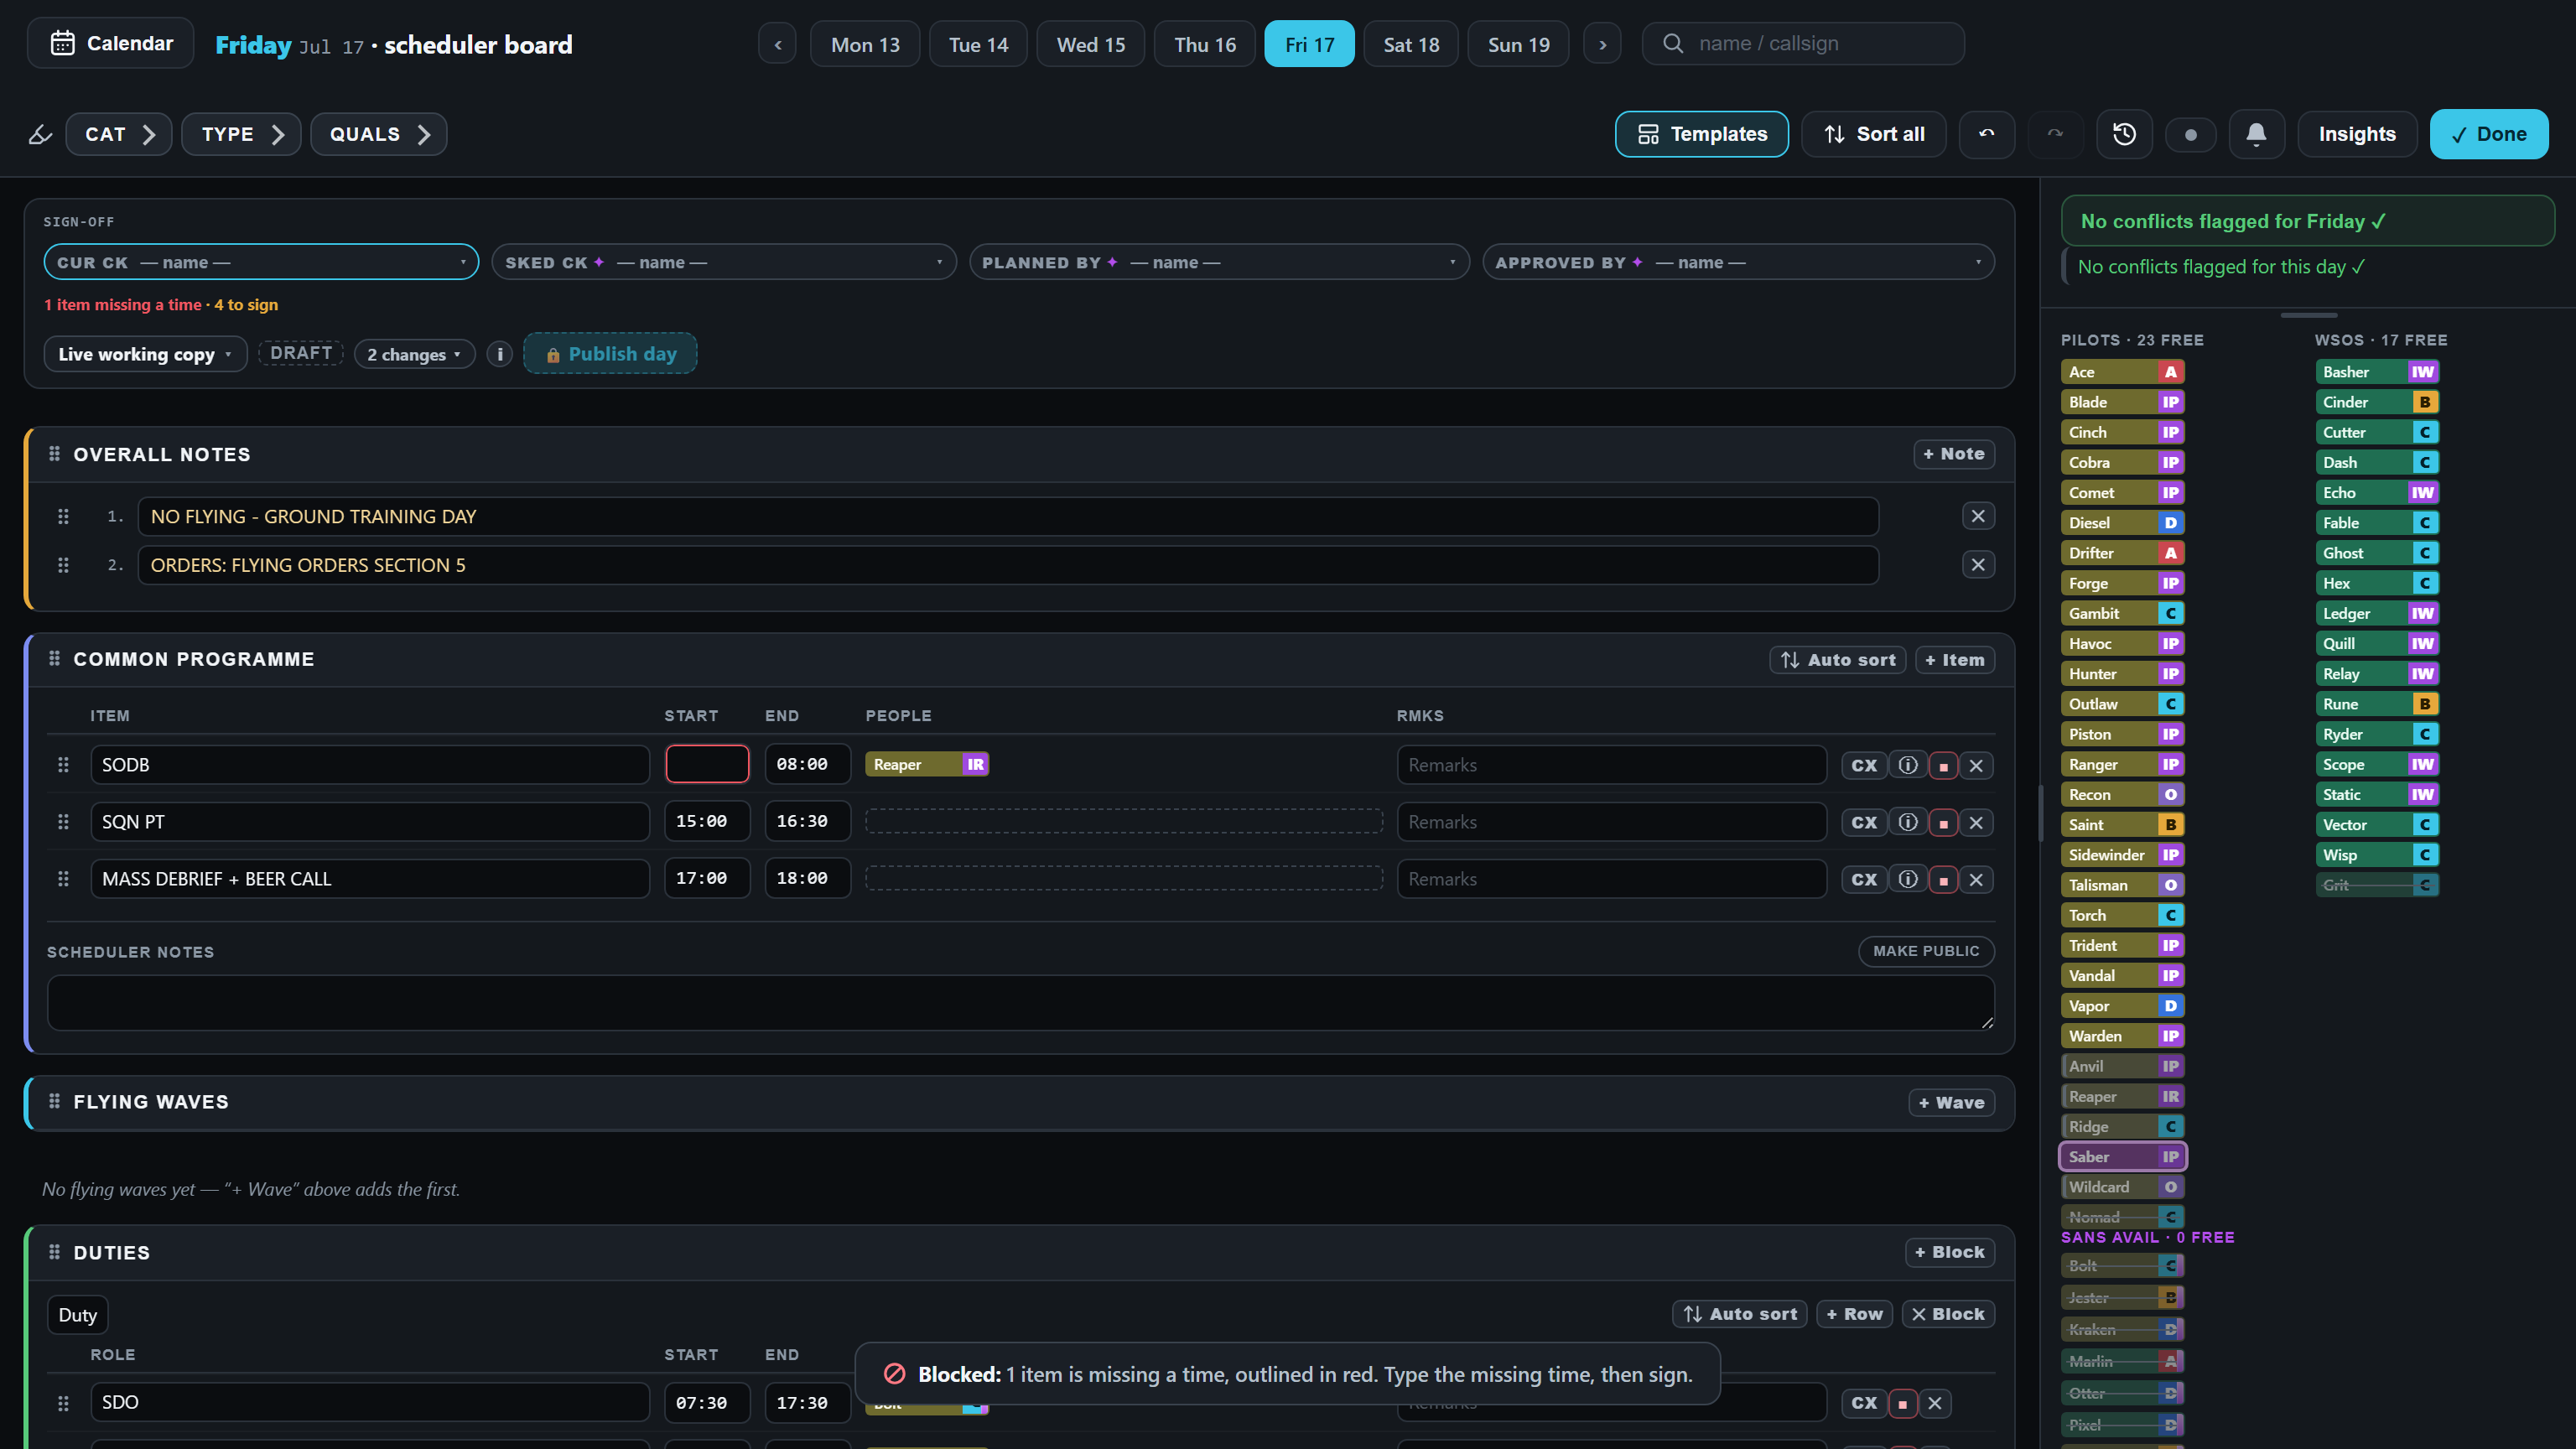 Calendar Friday Jul 17 · scheduler board
‹ Mon 13 Tue 14 Wed 15 Thu 16 Fri 17 Sat 18 Sun 19 › name / callsign
CAT TYPE QUALS
Templates Sort all Insights ✓ Done
SIGN-OFF
CUR CK — name —
SKED CK ✦ — name —
PLANNED BY ✦ — name —
APPROVED BY ✦ — name —
1 item missing a time · 4 to sign
Live working copy DRAFT 2 changes i Publish day
OVERALL NOTES + Note
1. NO FLYING - GROUND TRAINING DAY
2. ORDERS: FLYING ORDERS SECTION 5
COMMON PROGRAMME Auto sort + Item
ITEM START END PEOPLE RMKS
SODB 08:00 Reaper IR Remarks CX
SQN PT 15:00 16:30 Remarks CX
MASS DEBRIEF + BEER CALL 17:00 18:00 Remarks CX
SCHEDULER NOTES MAKE PUBLIC
FLYING WAVES + Wave
No flying waves yet — “+ Wave” above adds the first.
DUTIES + Block
Duty Auto sort + Row ✕ Block
ROLE START END
SDO 07:30 17:30 Bolt Remarks CX
Blocked: 1 item is missing a time, outlined in red. Type the missing time, then sign.
No conflicts flagged for Friday ✓
No conflicts flagged for this day ✓
PILOTS · 23 FREE
Ace A
Blade IP
Cinch IP
Cobra IP
Comet IP
Diesel D
Drifter A
Forge IP
Gambit C
Havoc IP
Hunter IP
Outlaw C
Piston IP
Ranger IP
Recon O
Saint B
Sidewinder IP
Talisman O
Torch C
Trident IP
Vandal IP
Vapor D
Warden IP
Anvil IP
Reaper IR
Ridge C
Saber IP
Wildcard O
Nomad C
SANS AVAIL · 0 FREE
Bolt C
Jester B
Kraken D
Marlin A
Otter D
Pixel D
WSOS · 17 FREE
Basher IW
Cinder B
Cutter C
Dash C
Echo IW
Fable C
Ghost C
Hex C
Ledger IW
Quill IW
Relay IW
Rune B
Ryder C
Scope IW
Static IW
Vector C
Wisp C
Grit C